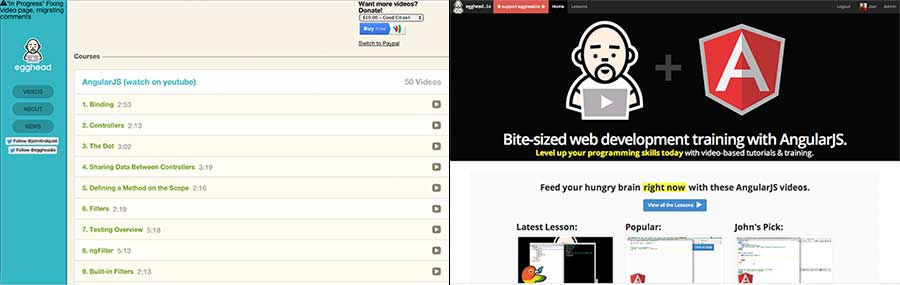 "In Progress" Fixing
video page, migrating
comments
egghead
VIDEOS
ABOUT
NEWS
Follow @johnlindquist
Follow @eggheadio
Want more videos?
Donate!
$10.00 – Good Citizen
Buy now
Switch to Paypal
Courses
AngularJS (watch on youtube) 50 Videos
1. Binding 2:53
2. Controllers 2:13
3. The Dot 3:02
4. Sharing Data Between Controllers 3:19
5. Defining a Method on the Scope 2:16
6. Filters 2:19
7. Testing Overview 5:18
8. ngFilter 5:13
9. Built-in Filters 2:13
egghead.io ★ support egghead.io ★ Home Lessons Logout Joel Admin
Bite-sized web development training with AngularJS.
Level up your programming skills today with video-based tutorials & training.
Feed your hungry brain right now with these AngularJS videos.
View all the Lessons
Latest Lesson: Popular: John's Pick: